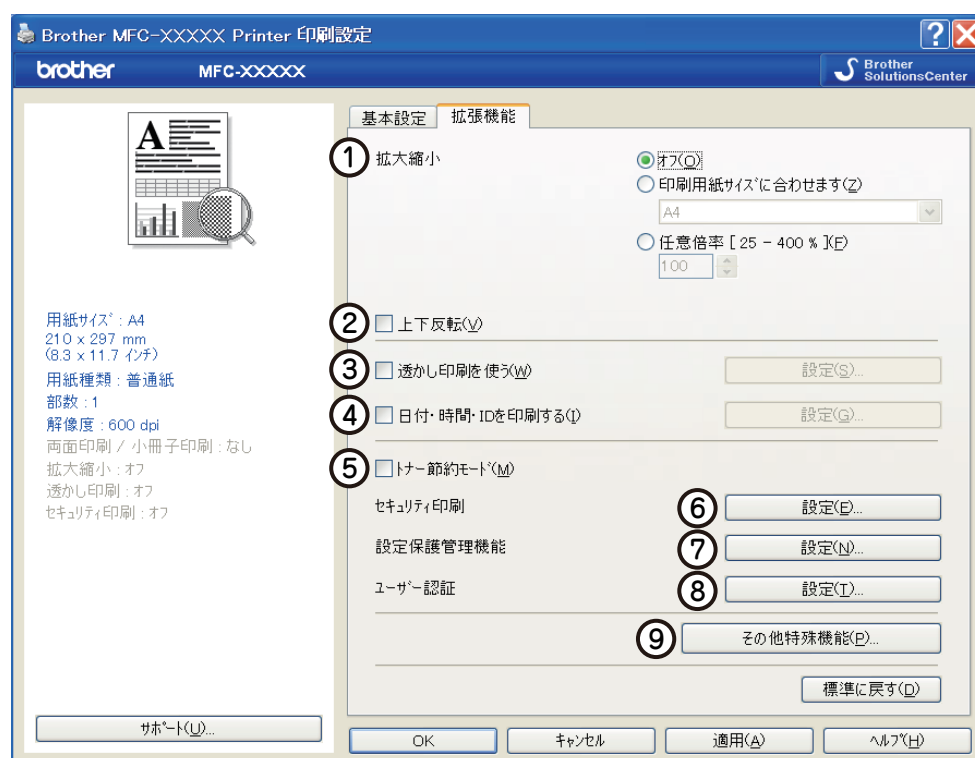 Brother MFC-XXXXX Printer 印刷設定
brother MFC-XXXXX
Brother
SolutionsCenter
A
用紙サイズ : A4
210 x 297 mm
(8.3 x 11.7 インチ)
用紙種類 : 普通紙
部数 : 1
解像度 : 600 dpi
両面印刷 / 小冊子印刷 : なし
拡大縮小 : オフ
透かし印刷 : オフ
セキュリティ印刷 : オフ
サポート(U)...
基本設定 拡張機能
① 拡大縮小
オフ(O)
印刷用紙サイズに合わせます(Z)
A4
任意倍率 [ 25 - 400 % ](F)
100
② 上下反転(V)
③ 透かし印刷を使う(W) 設定(S)...
④ 日付・時間・IDを印刷する(I) 設定(G)...
⑤ トナー節約モード(M)
セキュリティ印刷 ⑥ 設定(E)...
設定保護管理機能 ⑦ 設定(N)...
ユーザー認証 ⑧ 設定(T)...
⑨ その他特殊機能(P)...
標準に戻す(D)
OK キャンセル 適用(A) ヘルプ(H)